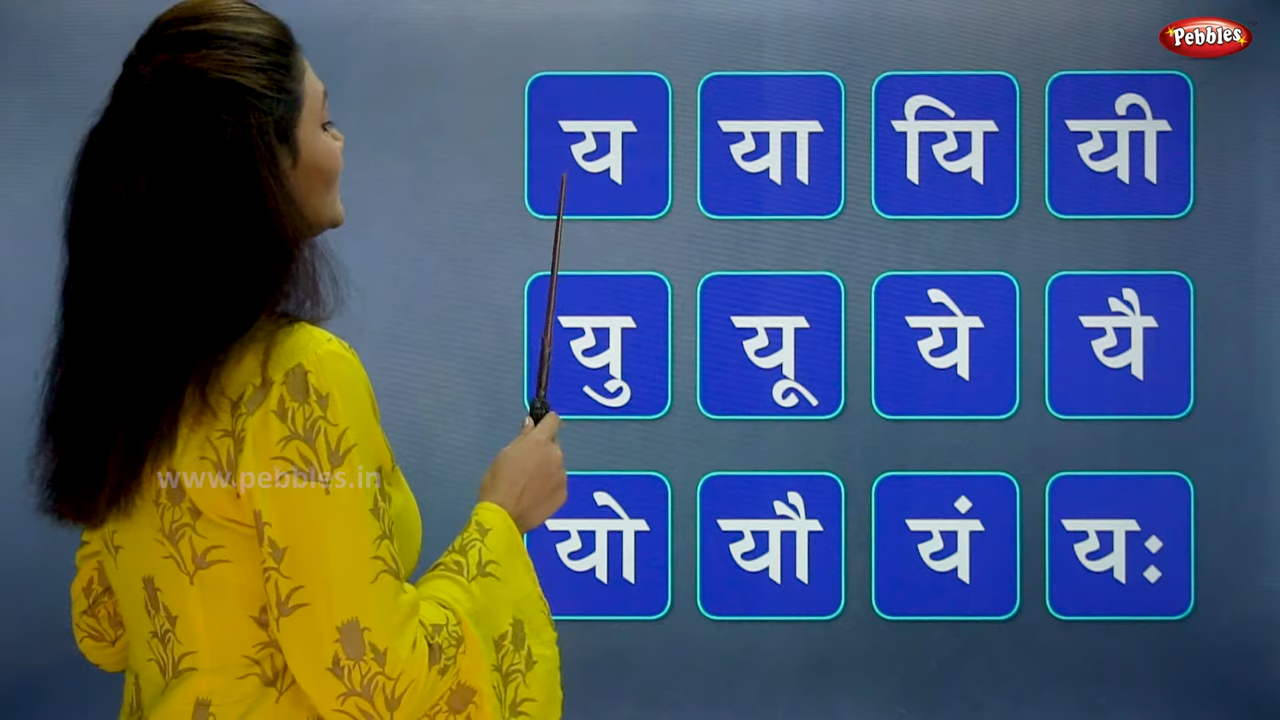 Pebbles
य या यि यी
यु यू ये यै
www.pebbles.in
यो यौ यं यः